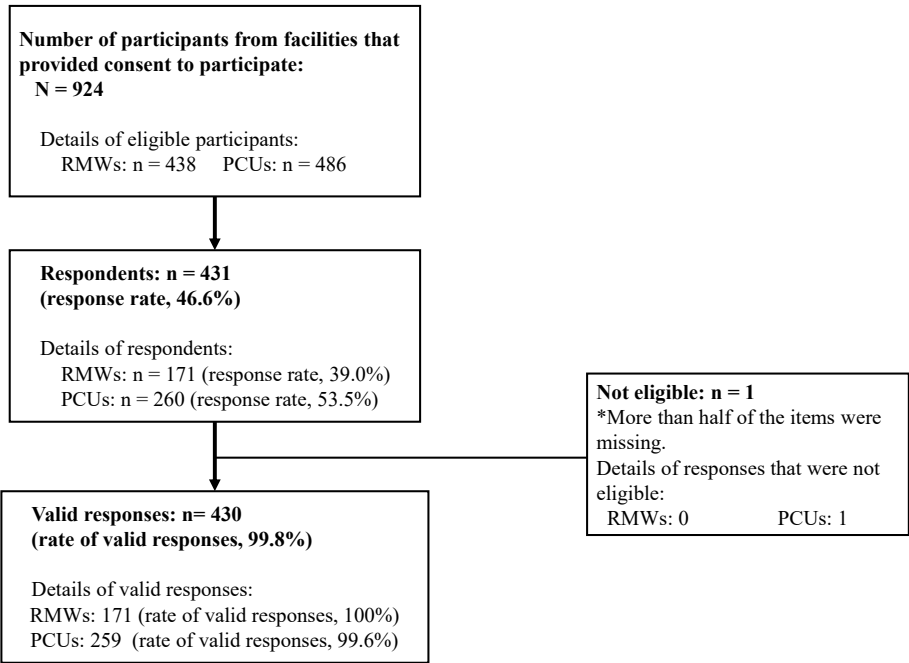 Number of participants from facilities that
provided consent to participate:
N = 924
Details of eligible participants:
RMWs: n = 438 PCUs: n = 486
Respondents: n = 431
(response rate, 46.6%)
Details of respondents:
RMWs: n = 171 (response rate, 39.0%)
PCUs: n = 260 (response rate, 53.5%)
Not eligible: n = 1
*More than half of the items were
missing.
Details of responses that were not
eligible:
RMWs: 0 PCUs: 1
Valid responses: n= 430
(rate of valid responses, 99.8%)
Details of valid responses:
RMWs: 171 (rate of valid responses, 100%)
PCUs: 259 (rate of valid responses, 99.6%)